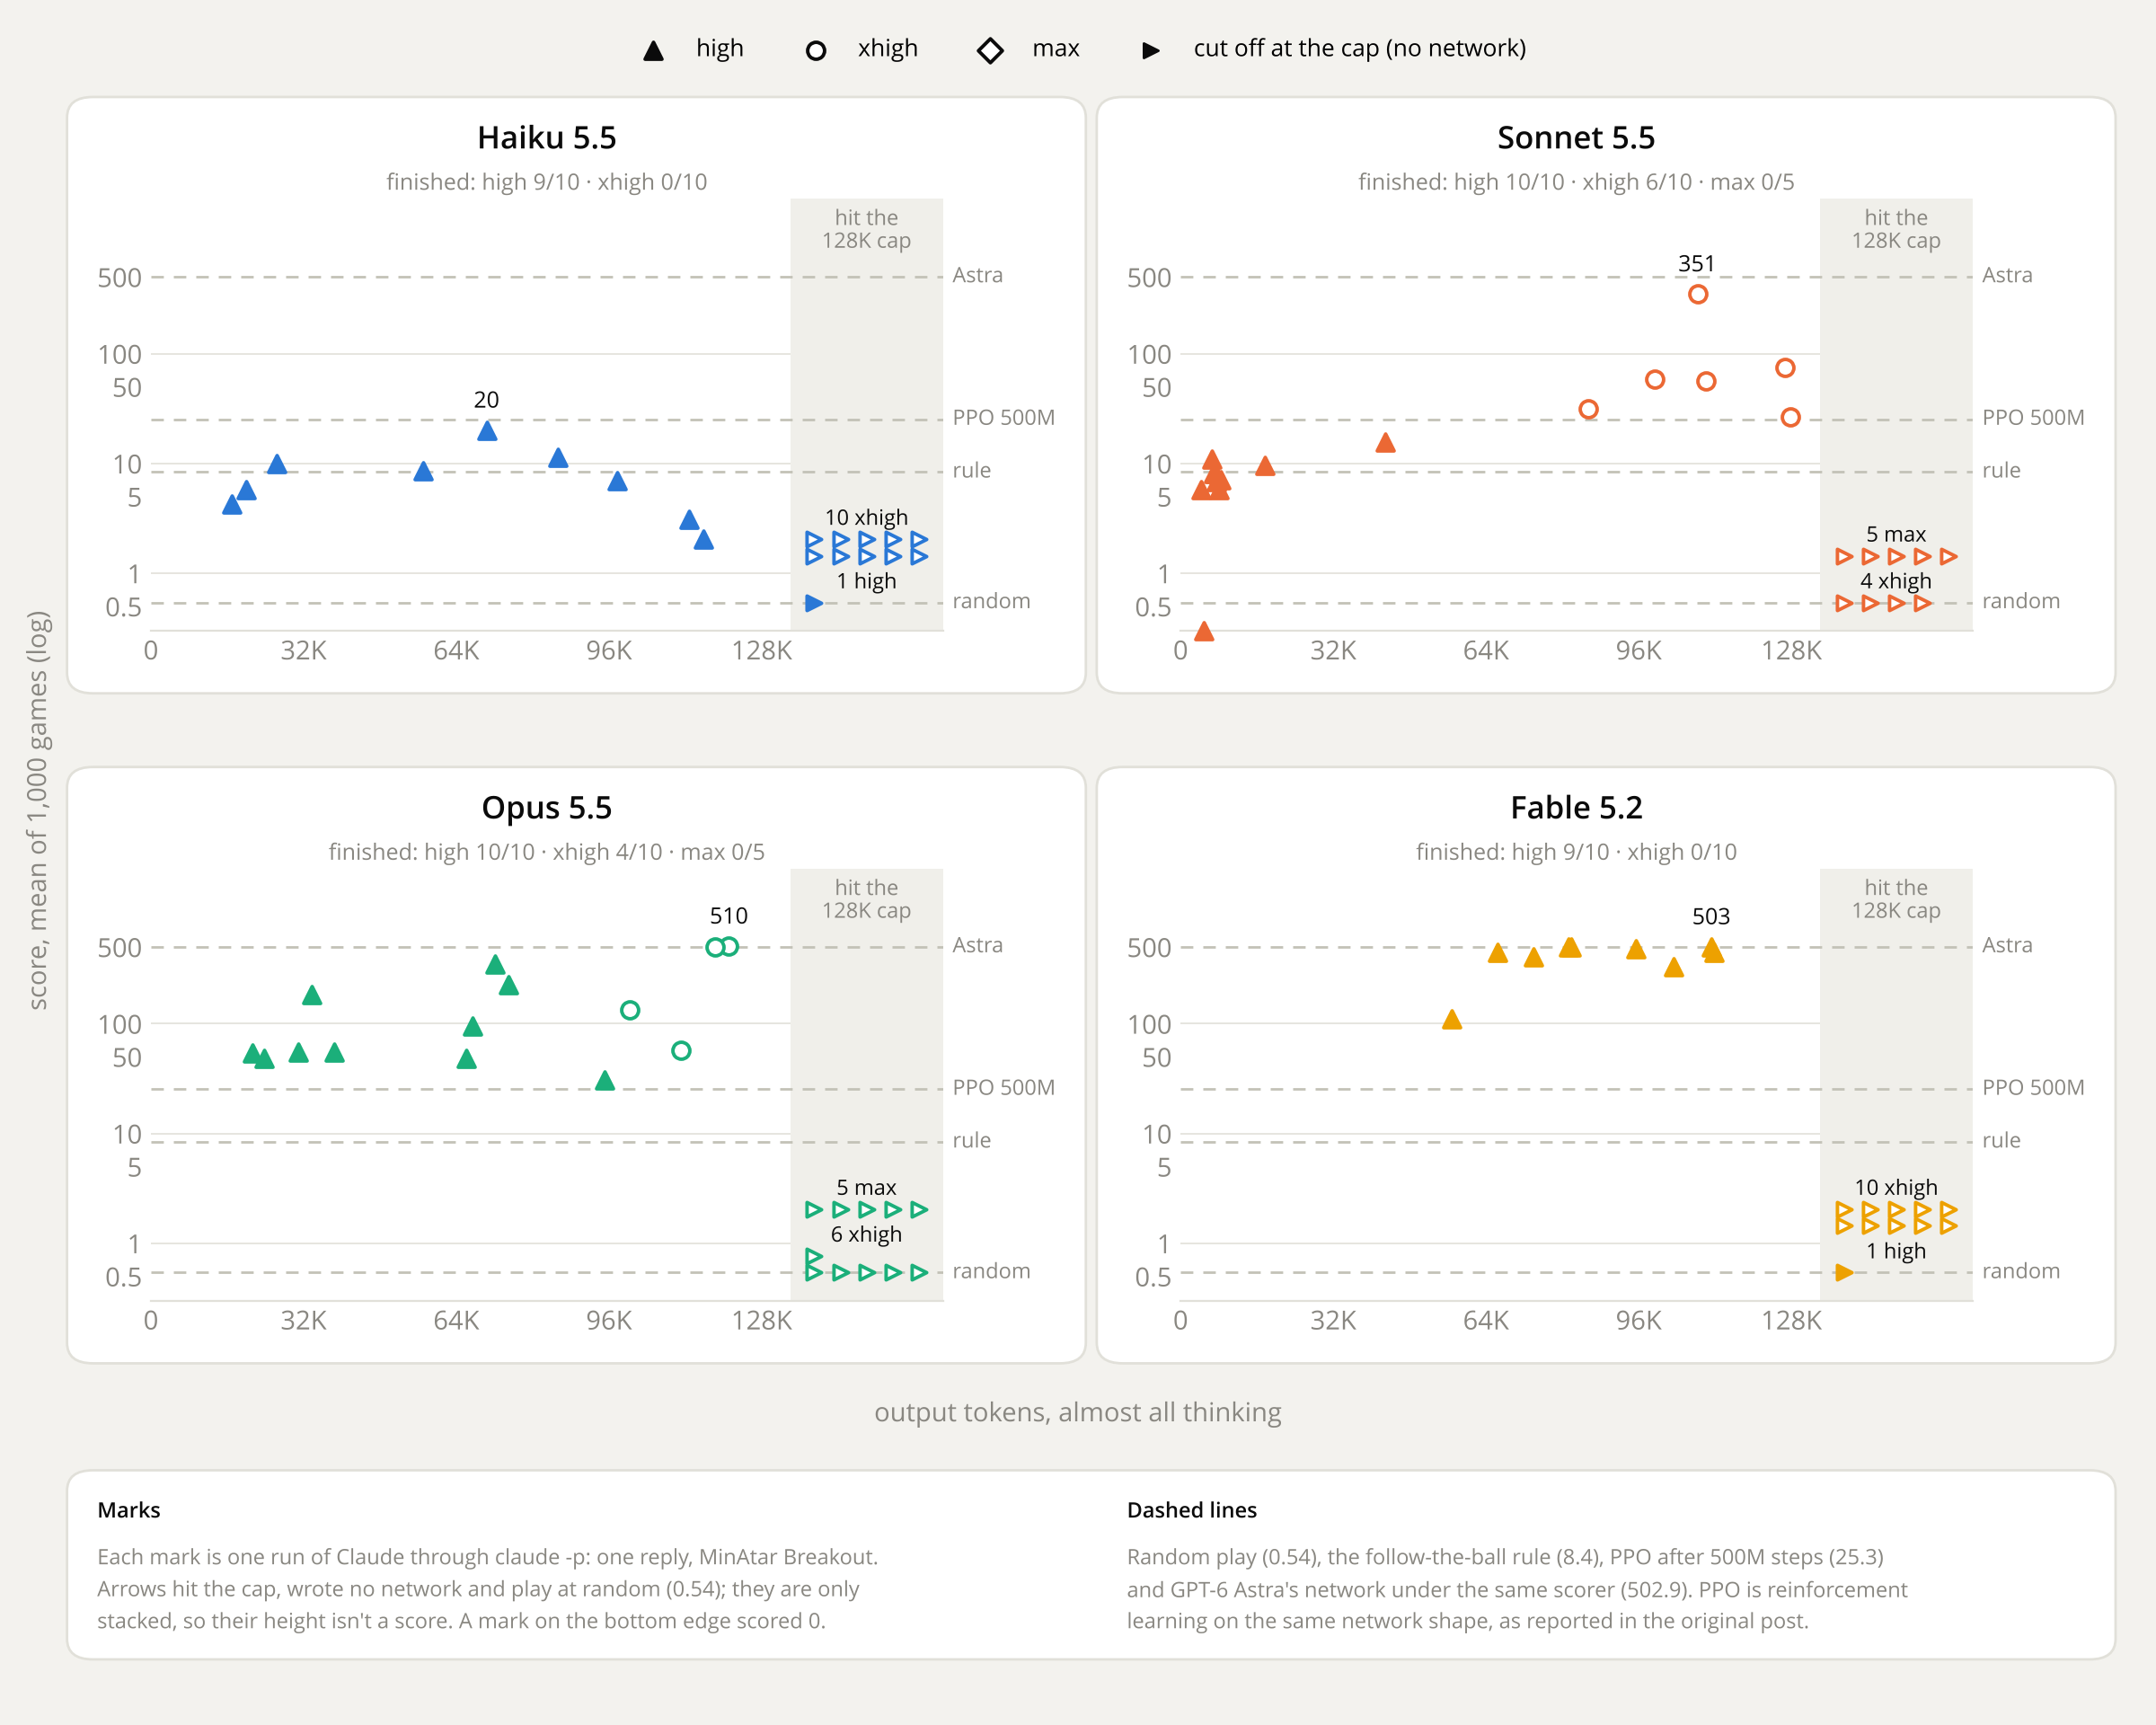 high xhigh max cut off at the cap (no network)
Haiku 5.5
finished: high 9/10 · xhigh 0/10
hit the
128K cap
500
Astra
100
50
20
PPO 500M
10
rule
5
10 xhigh
1
1 high
0.5
random
0 32K 64K 96K 128K
Sonnet 5.5
finished: high 10/10 · xhigh 6/10 · max 0/5
hit the
128K cap
351
500
Astra
100
50
PPO 500M
10
rule
5
5 max
1
4 xhigh
0.5
random
0 32K 64K 96K 128K
score, mean of 1,000 games (log)
Opus 5.5
finished: high 10/10 · xhigh 4/10 · max 0/5
hit the
128K cap
510
500
Astra
100
50
PPO 500M
10
rule
5
5 max
6 xhigh
1
0.5
random
0 32K 64K 96K 128K
Fable 5.2
finished: high 9/10 · xhigh 0/10
hit the
128K cap
503
500
Astra
100
50
PPO 500M
10
rule
5
10 xhigh
1
1 high
0.5
random
0 32K 64K 96K 128K
output tokens, almost all thinking
Marks
Each mark is one run of Claude through claude -p: one reply, MinAtar Breakout.
Arrows hit the cap, wrote no network and play at random (0.54); they are only
stacked, so their height isn't a score. A mark on the bottom edge scored 0.
Dashed lines
Random play (0.54), the follow-the-ball rule (8.4), PPO after 500M steps (25.3)
and GPT-6 Astra's network under the same scorer (502.9). PPO is reinforcement
learning on the same network shape, as reported in the original post.